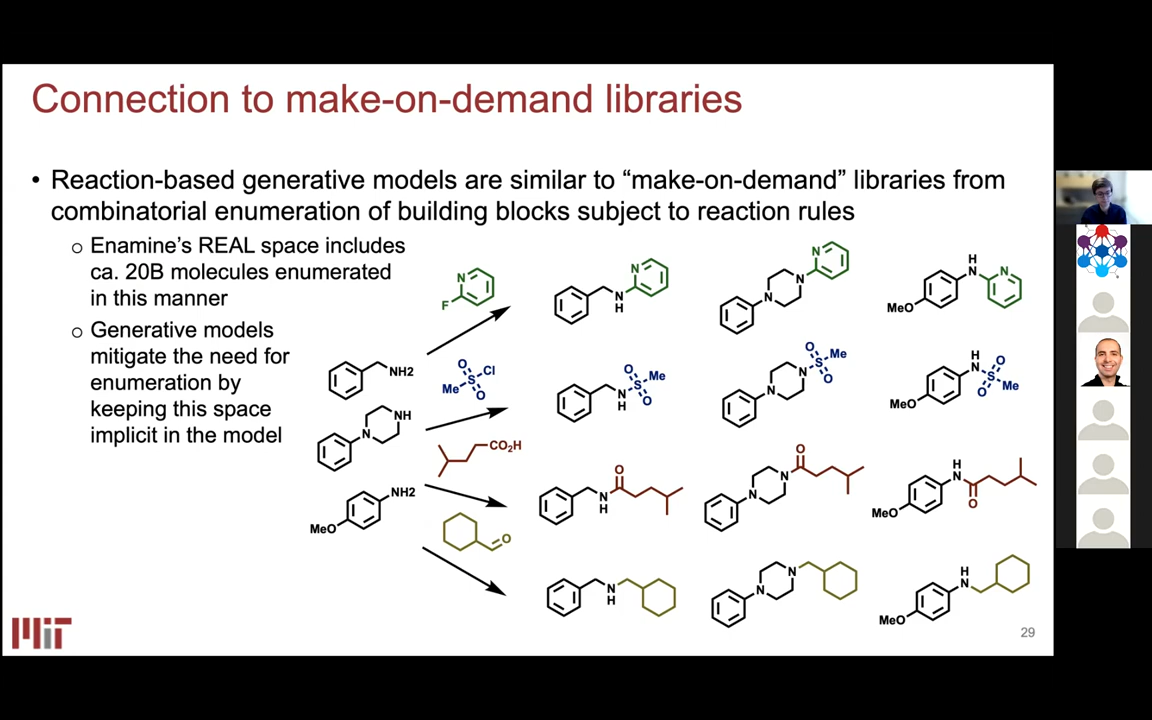 Connection to make-on-demand libraries
• Reaction-based generative models are similar to “make-on-demand” libraries from
combinatorial enumeration of building blocks subject to reaction rules
o Enamine’s REAL space includes
ca. 20B molecules enumerated
in this manner
o Generative models
mitigate the need for
enumeration by
keeping this space
implicit in the model
N
F
O
Cl
S
Me
O
CO2H
O
NH2
NH
N
NH2
MeO
N
N
H
N
N
N
H
N
N
MeO
O
Me
S
N
O
H
O
Me
S
N
O
N
H
O
N
S
O
Me
MeO
O
N
H
O
N
N
H
N
O
MeO
N
H
N
N
H
N
MeO
MIT
29